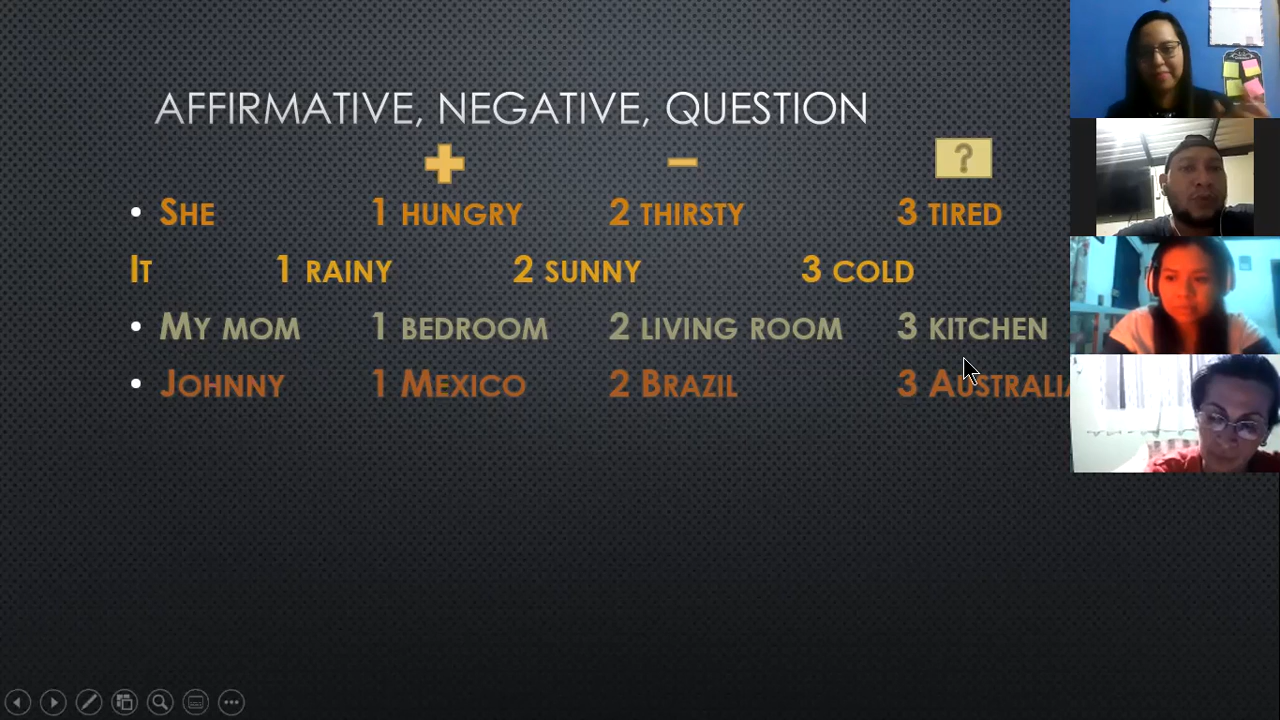 AFFIRMATIVE, NEGATIVE, QUESTION
+ − ?
• SHE 1 HUNGRY 2 THIRSTY 3 TIRED
IT 1 RAINY 2 SUNNY 3 COLD
• MY MOM 1 BEDROOM 2 LIVING ROOM 3 KITCHEN
• JOHNNY 1 MEXICO 2 BRAZIL 3 AUSTRALIA